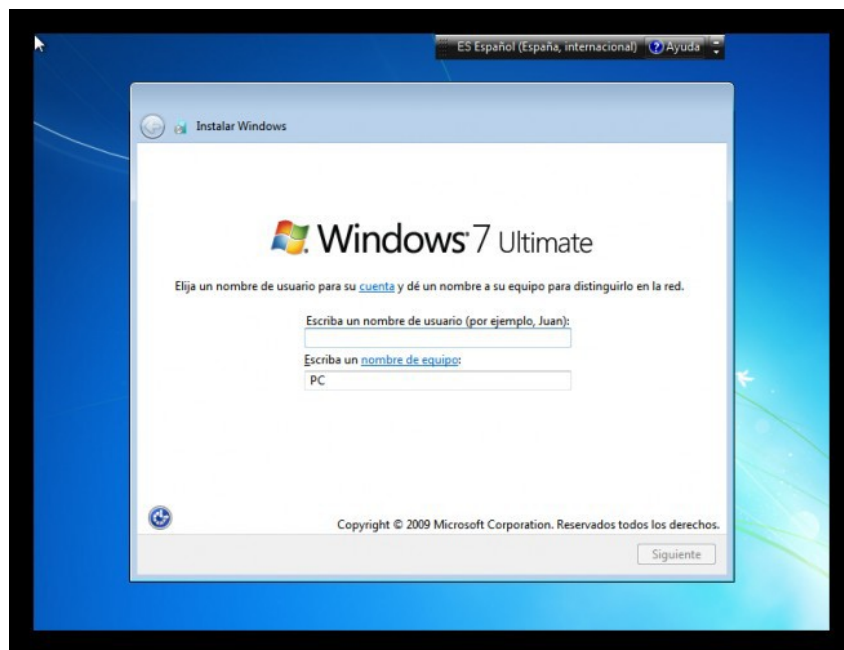 ES Español (España, internacional) Ayuda
Instalar Windows
Windows 7 Ultimate
Elija un nombre de usuario para su cuenta y dé un nombre a su equipo para distinguirlo en la red.
Escriba un nombre de usuario (por ejemplo, Juan):
Escriba un nombre de equipo:
PC
Copyright © 2009 Microsoft Corporation. Reservados todos los derechos.
Siguiente